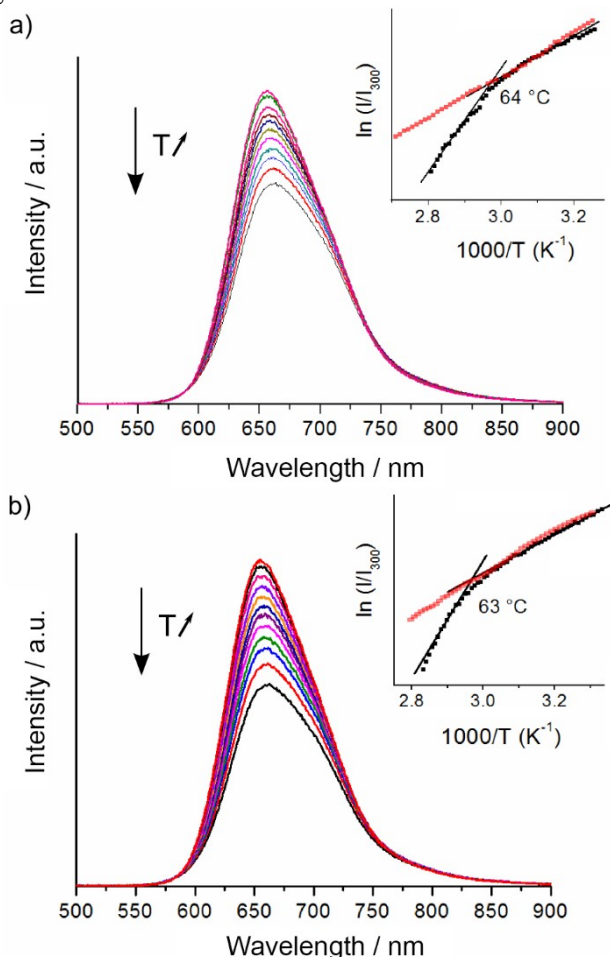 a)
Intensity / a.u.
T
500 550 600 650 700 750 800 850 900
Wavelength / nm
ln (I/I300)
64 °C
2.8 3.0 3.2
1000/T (K-1)
b)
Intensity / a.u.
T
500 550 600 650 700 750 800 850 900
Wavelength / nm
ln (I/I300)
63 °C
2.8 3.0 3.2
1000/T (K-1)